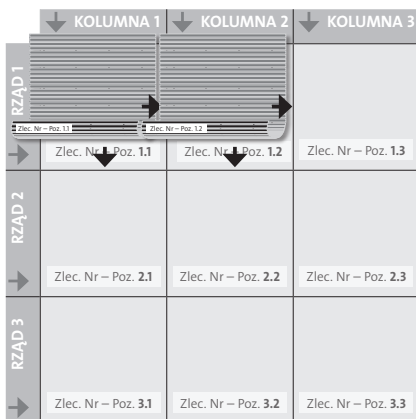 KOLUMNA 1 KOLUMNA 2 KOLUMNA 3
RZĄD 1
Zlec. Nr – Poz. 1.1 Zlec. Nr – Poz. 1.2
Zlec. Nr – Poz. 1.1 Zlec. Nr – Poz. 1.2 Zlec. Nr – Poz. 1.3
RZĄD 2
Zlec. Nr – Poz. 2.1 Zlec. Nr – Poz. 2.2 Zlec. Nr – Poz. 2.3
RZĄD 3
Zlec. Nr – Poz. 3.1 Zlec. Nr – Poz. 3.2 Zlec. Nr – Poz. 3.3